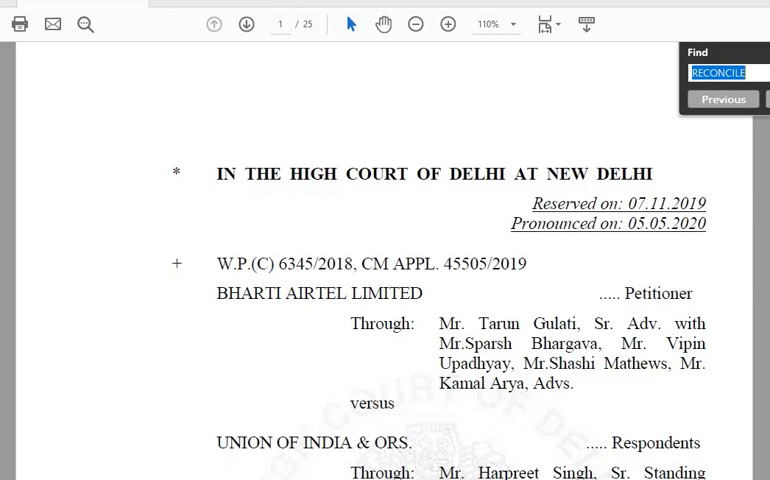 1 / 25
110%
Find
RECONCILE
Previous
* IN THE HIGH COURT OF DELHI AT NEW DELHI
Reserved on: 07.11.2019
Pronounced on: 05.05.2020
+ W.P.(C) 6345/2018, CM APPL. 45505/2019
BHARTI AIRTEL LIMITED ..... Petitioner
Through: Mr. Tarun Gulati, Sr. Adv. with
Mr.Sparsh Bhargava, Mr. Vipin
Upadhyay, Mr.Shashi Mathews, Mr.
Kamal Arya, Advs.
versus
UNION OF INDIA & ORS. ..... Respondents
Through: Mr. Harpreet Singh, Sr. Standing